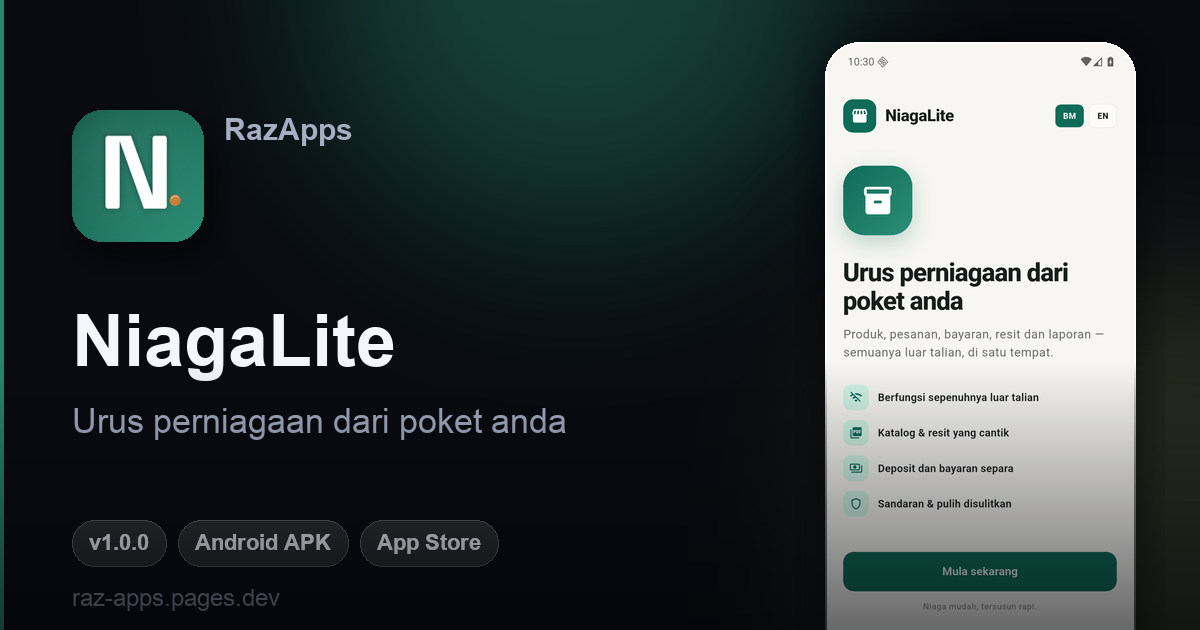 N.
RazApps
NiagaLite
Urus perniagaan dari poket anda
v1.0.0
Android APK
App Store
raz-apps.pages.dev
10:30
NiagaLite
BM
EN
Urus perniagaan dari
poket anda
Produk, pesanan, bayaran, resit dan laporan —
semuanya luar talian, di satu tempat.
Berfungsi sepenuhnya luar talian
PDF
Katalog & resit yang cantik
Deposit dan bayaran separa
Sandaran & pulih disulitkan
Mula sekarang
Niaga mudah, tersusun rapi.